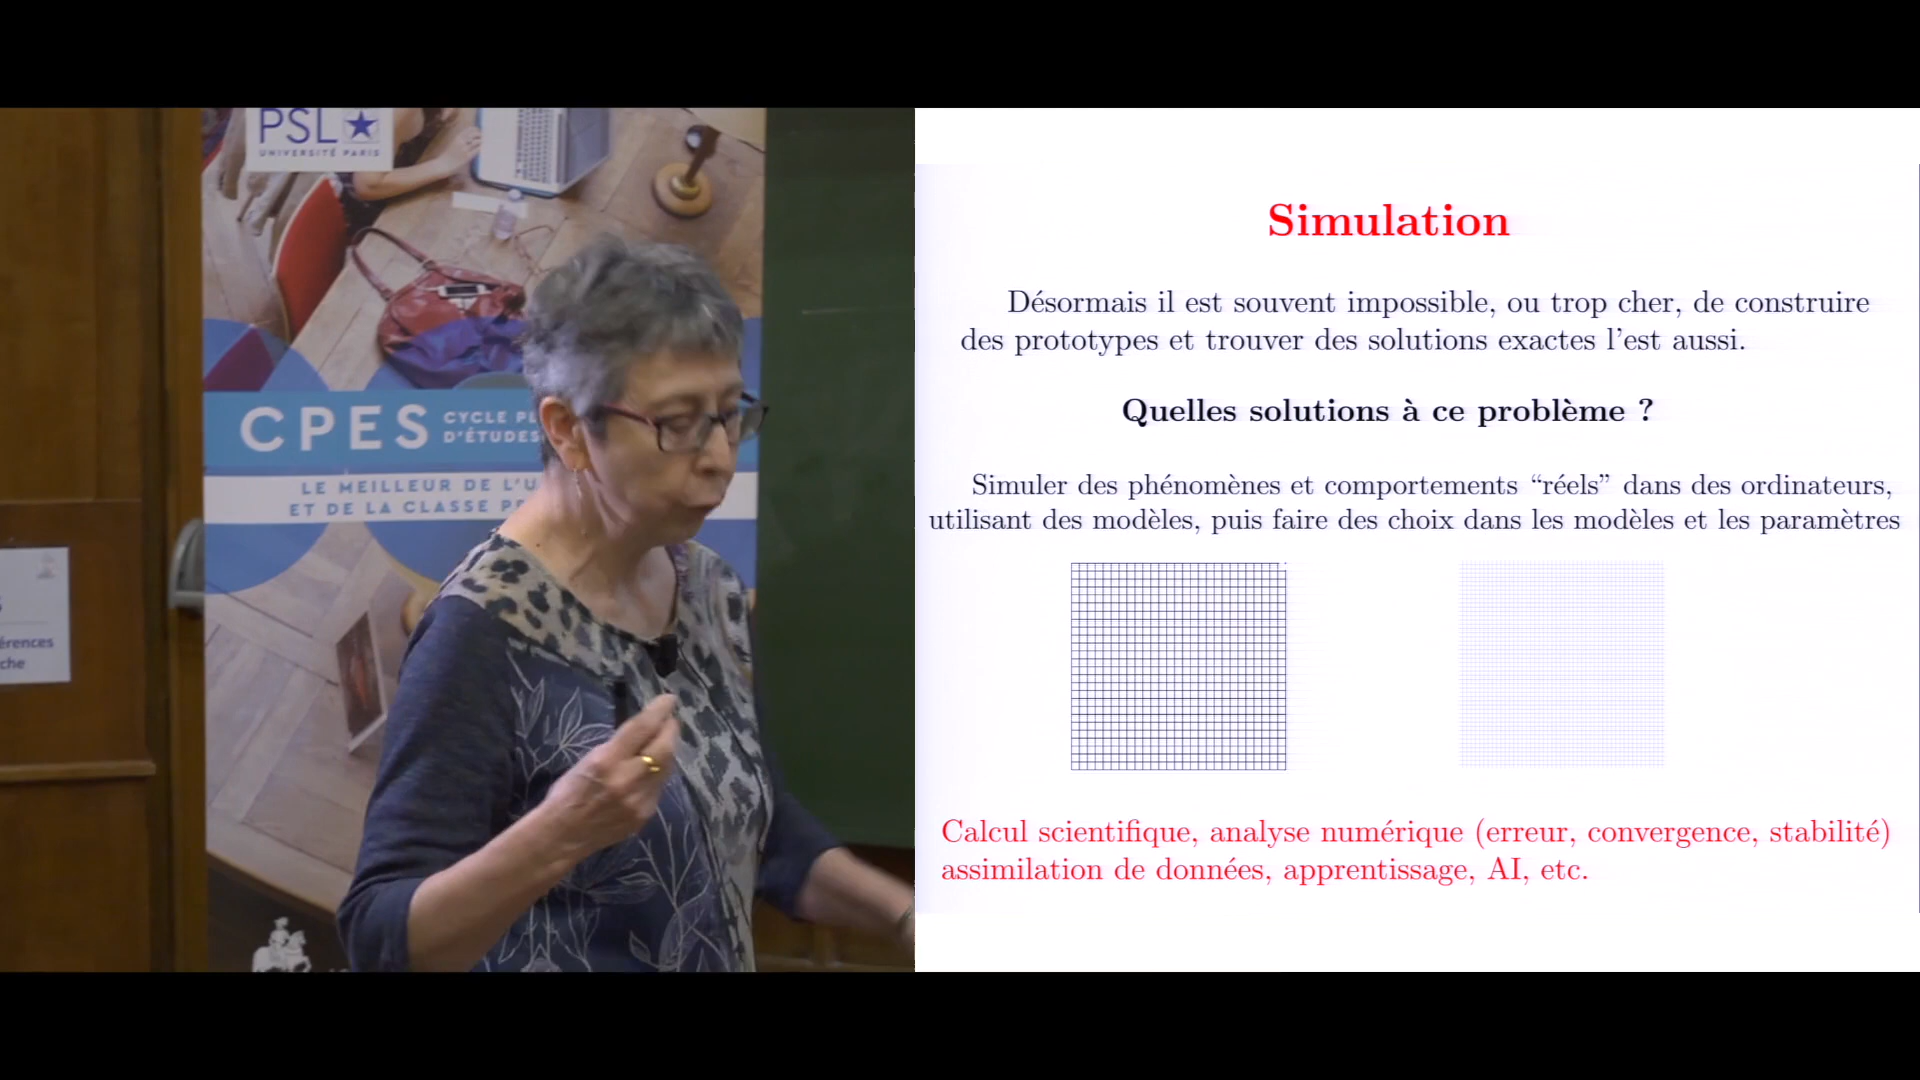 PSL
UNIVERSITÉ PARIS
CPES
CYCLE
D'ÉTUDES
LE MEILLEUR DE
ET DE LA CLASSE
Simulation
Désormais il est souvent impossible, ou trop cher, de construire
des prototypes et trouver des solutions exactes l'est aussi.
Quelles solutions à ce problème ?
Simuler des phénomènes et comportements “réels” dans des ordinateurs,
utilisant des modèles, puis faire des choix dans les modèles et les paramètres
Calcul scientifique, analyse numérique (erreur, convergence, stabilité)
assimilation de données, apprentissage, AI, etc.